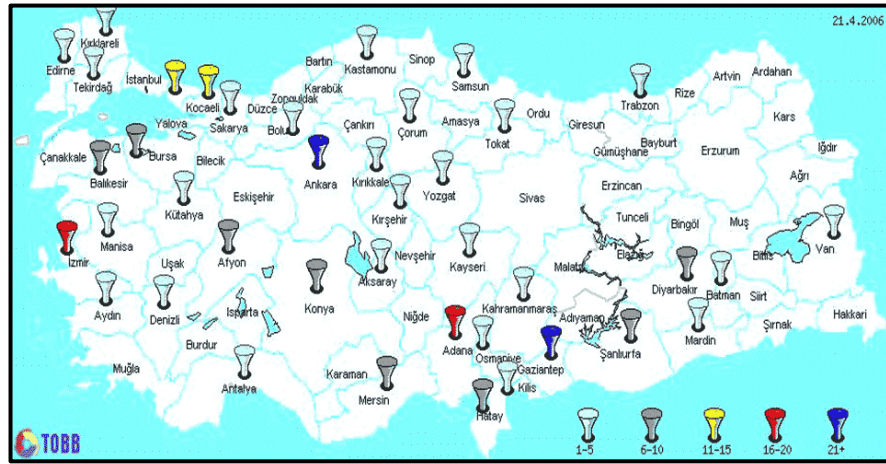 21.4.2006
Kırklareli
Edirne
Tekirdağ
İstanbul
Kocaeli
Yalova
Sakarya
Düzce
Zonguldak
Bartın
Karabük
Kastamonu
Sinop
Samsun
Bolu
Çankırı
Çorum
Amasya
Tokat
Ordu
Giresun
Trabzon
Rize
Artvin
Ardahan
Kars
Gümüşhane
Bayburt
Erzurum
Iğdır
Ağrı
Çanakkale
Balıkesir
Bursa
Bilecik
Eskişehir
Ankara
Kırıkkale
Yozgat
Sivas
Erzincan
Tunceli
Bingöl
Muş
Bitlis
Van
Kütahya
Kırşehir
Manisa
İzmir
Uşak
Afyon
Konya
Aksaray
Nevşehir
Kayseri
Malatya
Elazığ
Diyarbakır
Batman
Siirt
Hakkari
Şırnak
Mardin
Aydın
Denizli
Isparta
Burdur
Muğla
Antalya
Karaman
Mersin
Niğde
Adana
Osmaniye
Kahramanmaraş
Adıyaman
Gaziantep
Şanlıurfa
Kilis
Hatay
TOBB
1-5
6-10
11-15
16-20
21+